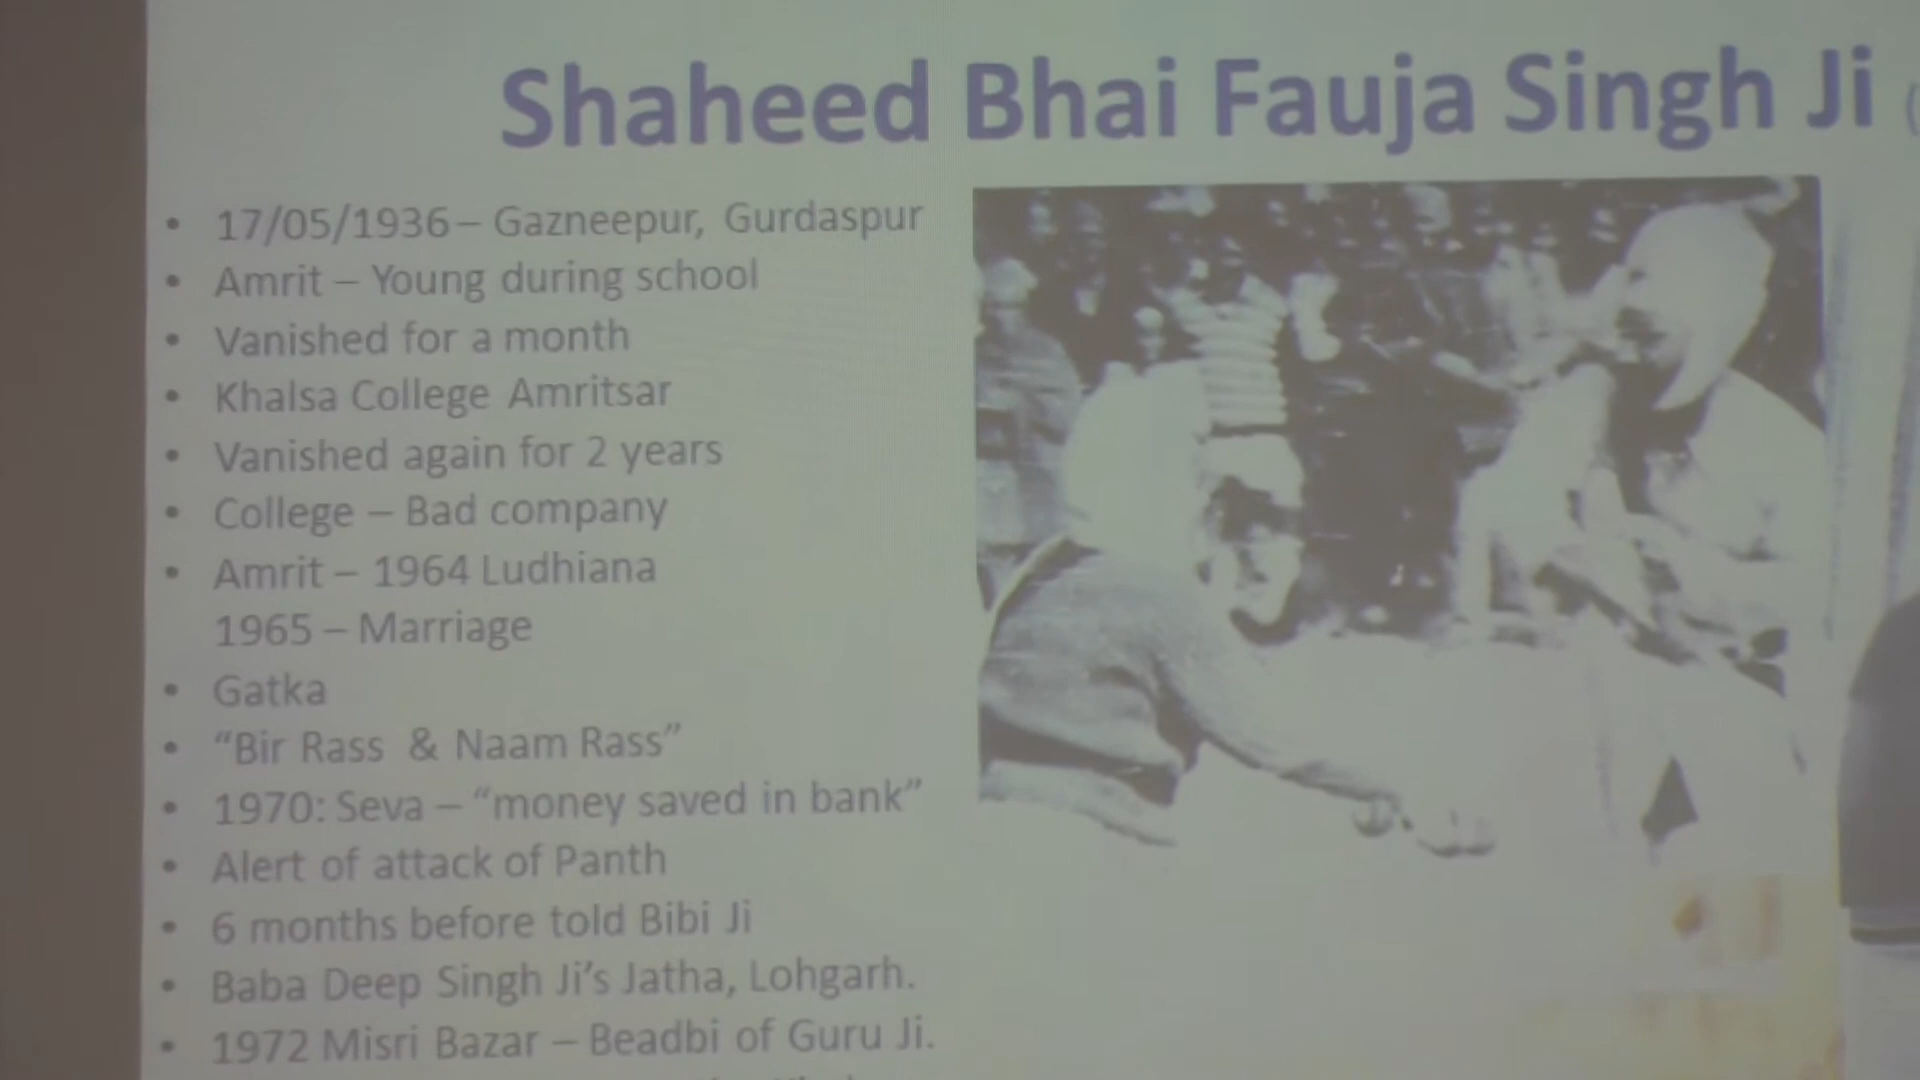 Shaheed Bhai Fauja Singh Ji (
• 17/05/1936 – Gazneepur, Gurdaspur
• Amrit – Young during school
• Vanished for a month
• Khalsa College Amritsar
• Vanished again for 2 years
• College – Bad company
• Amrit – 1964 Ludhiana
1965 – Marriage
• Gatka
• “Bir Rass & Naam Rass”
• 1970: Seva – “money saved in bank”
• Alert of attack of Panth
• 6 months before told Bibi Ji
• Baba Deep Singh Ji’s Jatha, Lohgarh.
• 1972 Misri Bazar – Beadbi of Guru Ji.